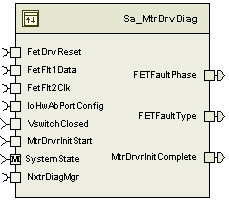 Sa_MtrDrvDiag
FetDrvReset
FetFlt1Data
FetFlt2Clk
IoHwAbPortConfig
VswitchClosed
MtrDrvrInitStart
M SystemState
NxtrDiagMgr
FETFaultPhase
FETFaultType
MtrDrvrInitComplete